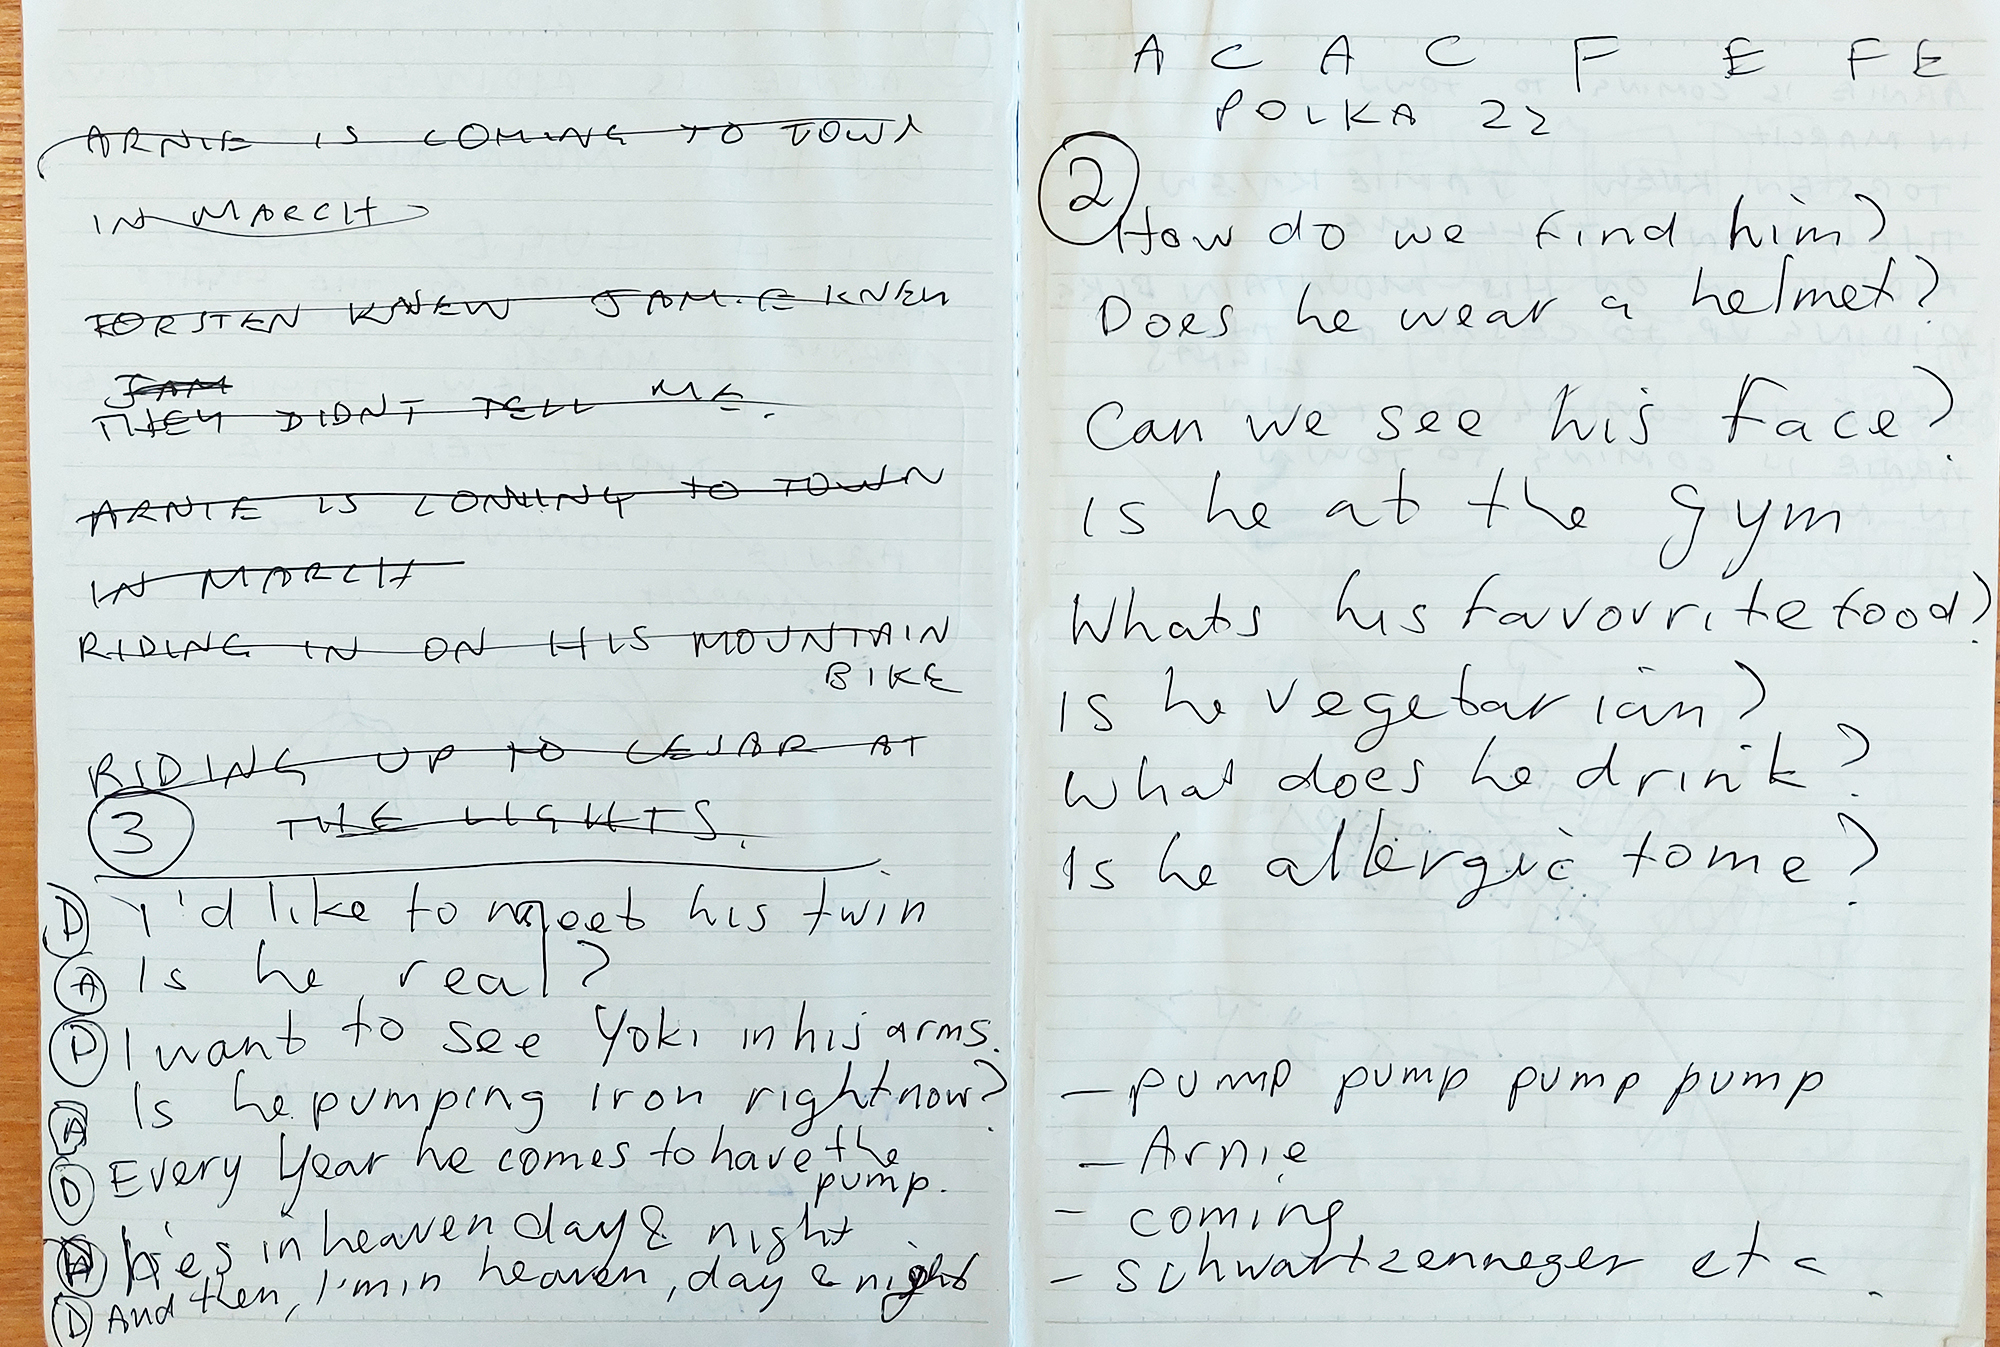 ARNIE IS COMING TO TOWN
IN MARCH
TORSTEN KNEW JAMIE KNEW
JAM
THEY DIDNT TELL ME.
ARNIE IS COMING TO TOWN
IN MARCH
RIDING IN ON HIS MOUNTAIN
BIKE
RIDING UP TO AT
THE LIGHTS.
3
D I'd like to meet his twin
A Is he real?
D I want to see Yoki in his arms.
A Is he pumping iron right now?
D Every Year he comes to have the
pump.
A he's in heaven day & night
D And then, I'm in heaven, day & night
A C A C F E F E
POLKA 22
2
How do we find him?
Does he wear a helmet?
Can we see his face?
Is he at the gym
Whats his favourite food?
Is he vegetarian?
What does he drink?
Is he allergic to me?
- pump pump pump pump
- Arnie
- coming
- schwartzenneger etc.